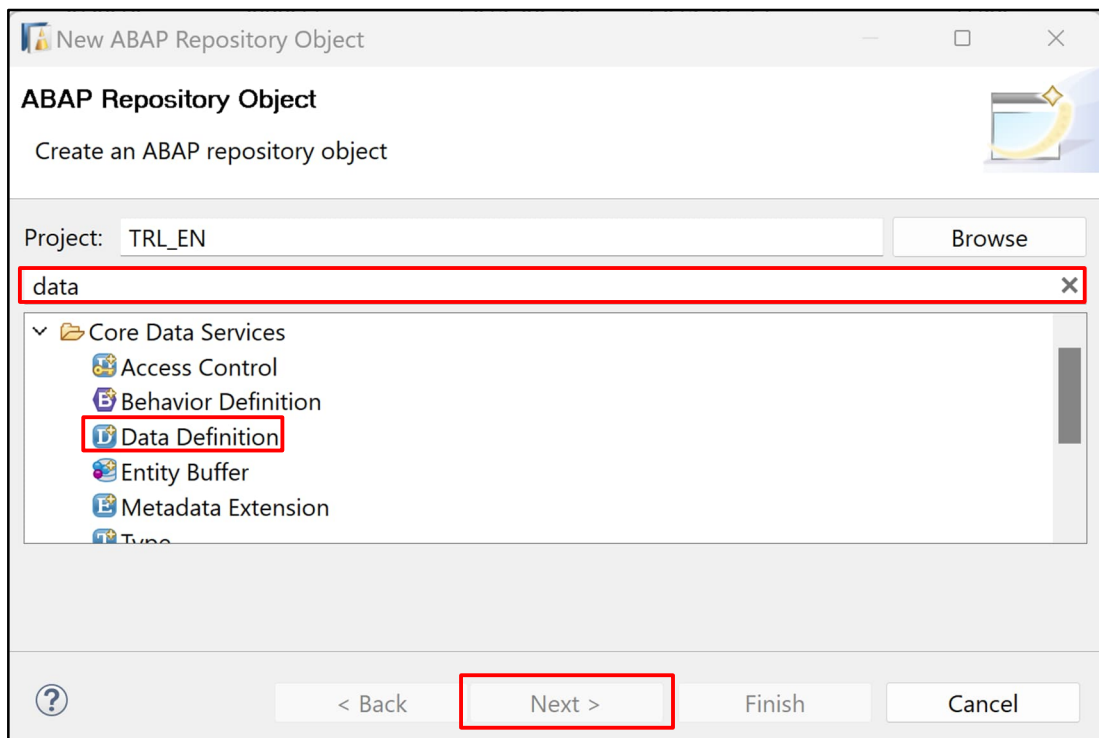 New ABAP Repository Object
ABAP Repository Object
Create an ABAP repository object
Project: TRL_EN Browse
data
Core Data Services
Access Control
Behavior Definition
Data Definition
Entity Buffer
Metadata Extension
Type
< Back Next > Finish Cancel